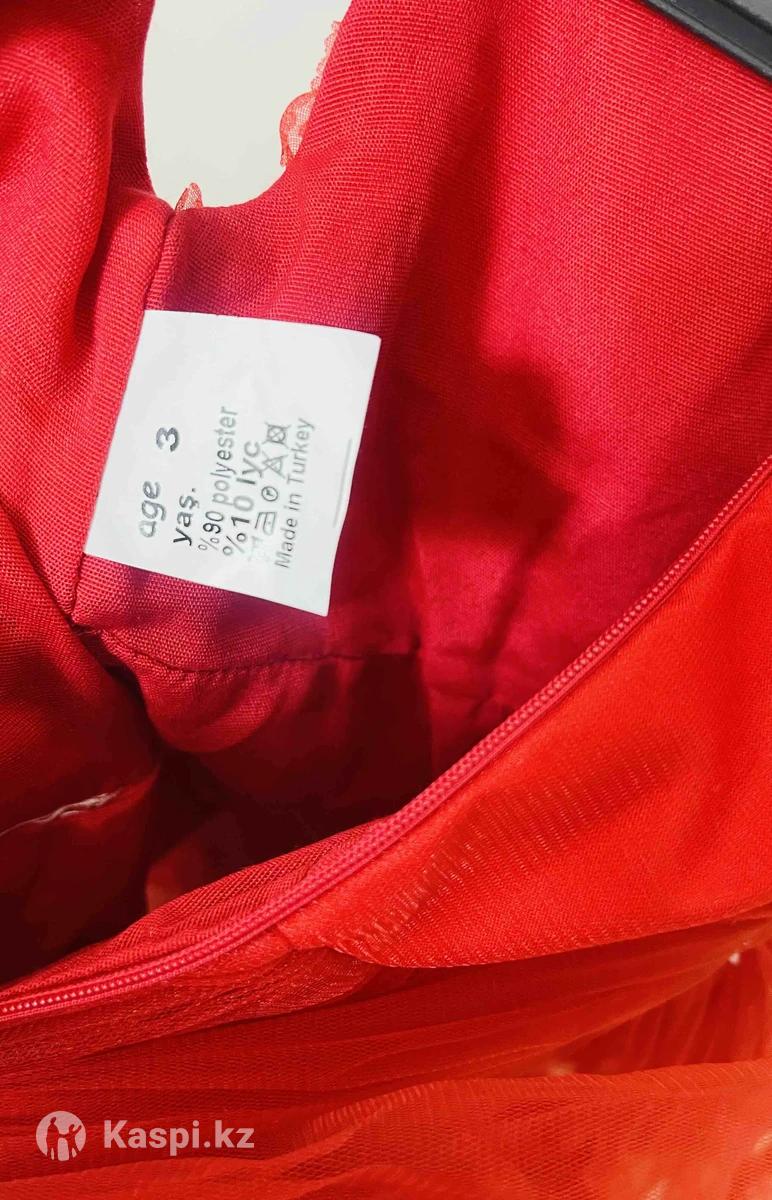 age 3
yaş.
%90 polyester
%10 lyc
Made in Turkey
Kaspi.kz